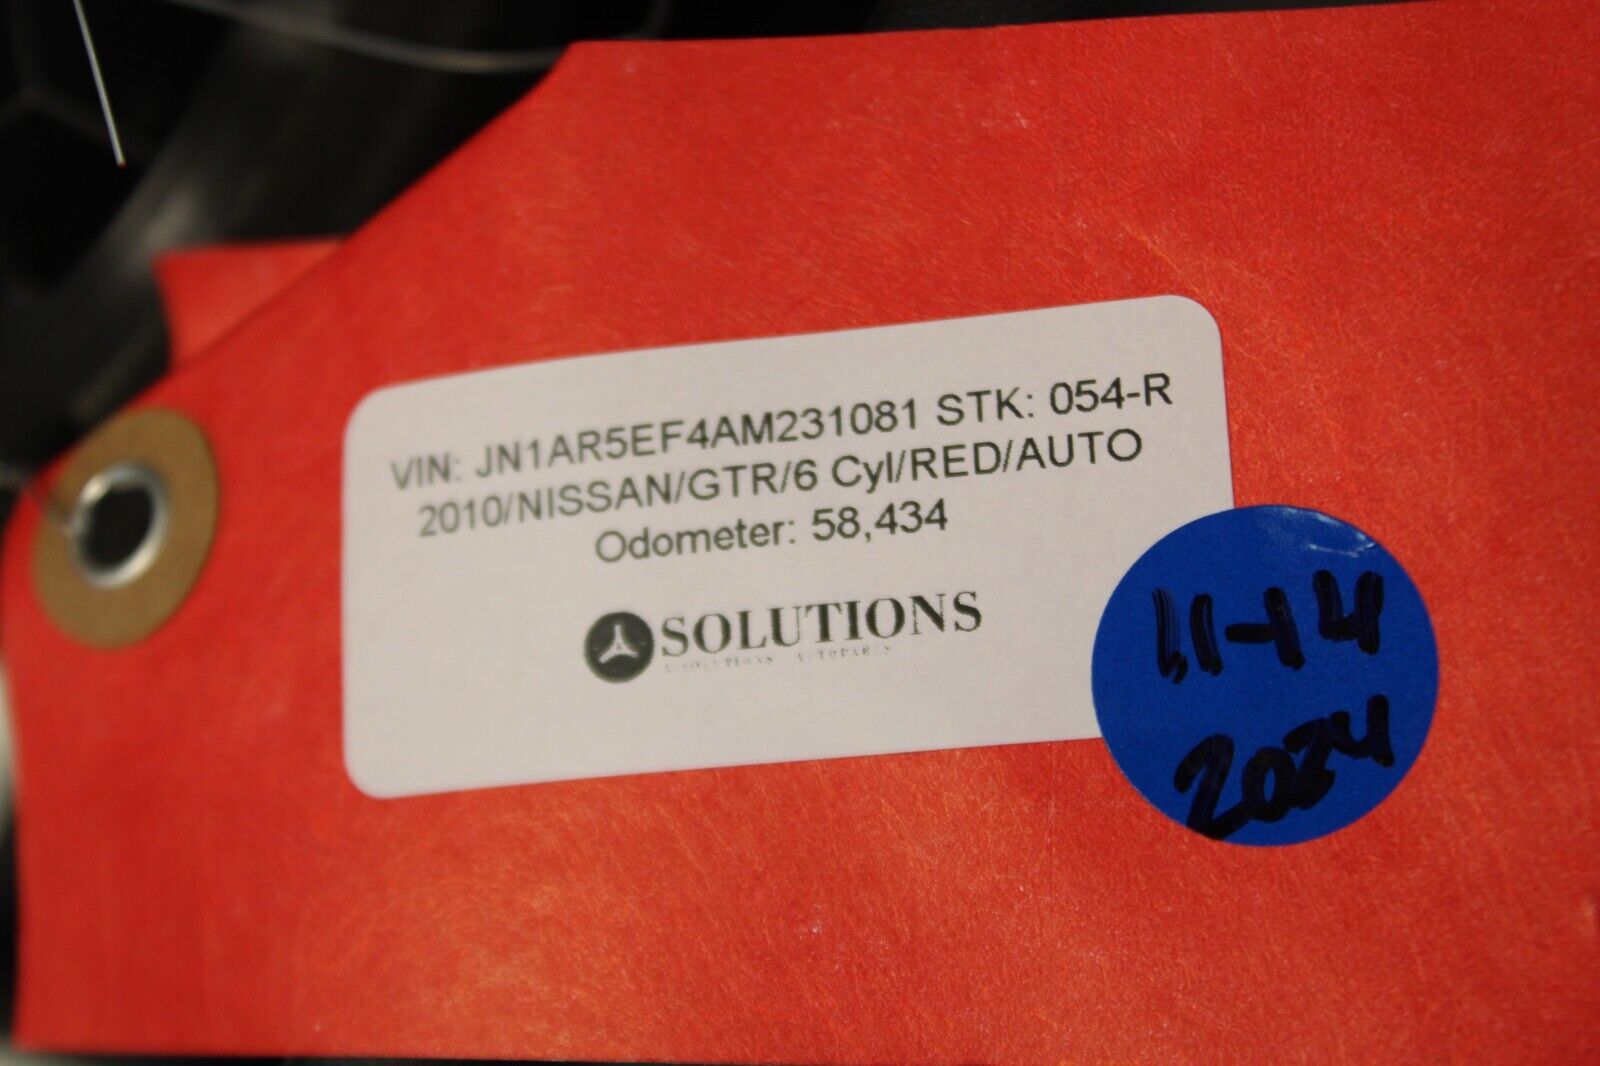 VIN: JN1AR5EF4AM231081 STK: 054-R
2010/NISSAN/GTR/6 Cyl/RED/AUTO
Odometer: 58,434
SOLUTIONS
11-14
2024